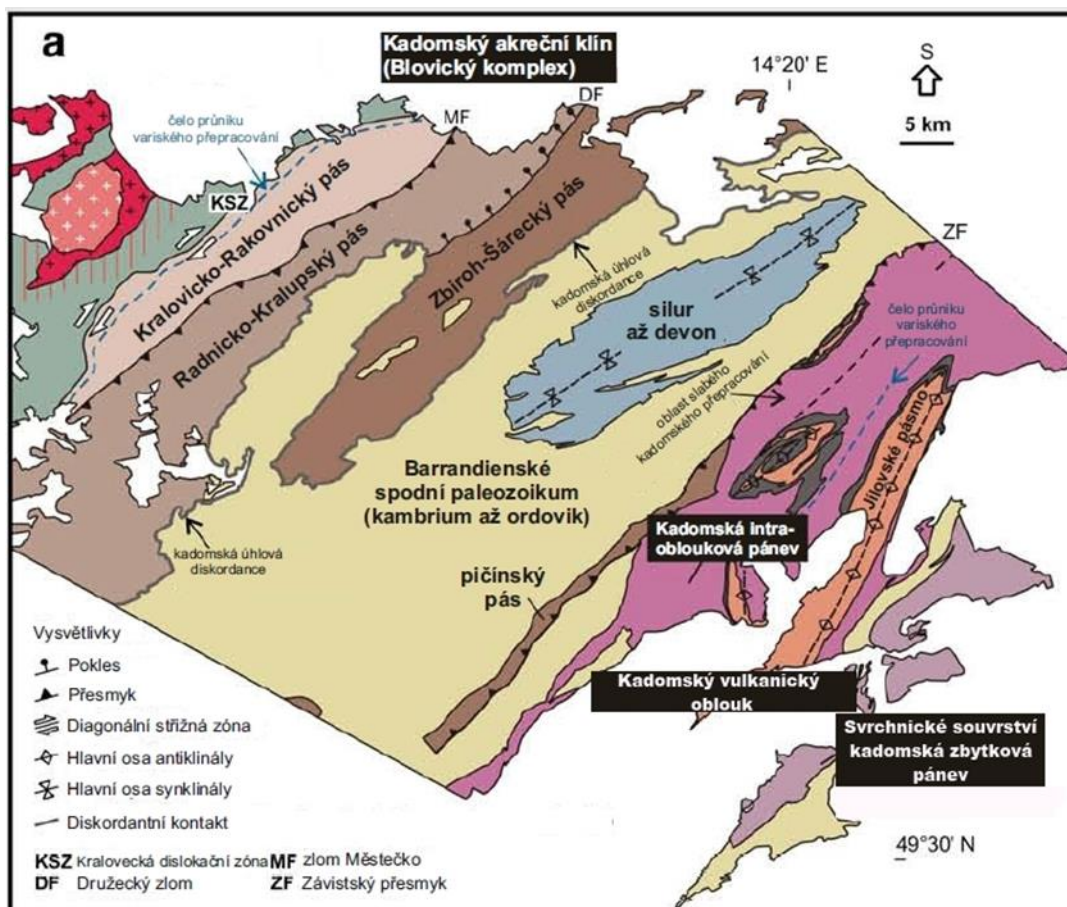 a
Kadomský akreční klín
(Blovický komplex)
14°20' E
S
5 km
čelo průniku
variského přepracování
MF
DF
KSZ
Kralovicko-Rakovnický pás
Radnicko-Kralupský pás
Zbiroh-Šárecký pás
kadomská úhlová
diskordance
ZF
silur
až devon
čelo průniku
variského
přepracování
oblast slabého
kadomského přepracování
Jílovské pásmo
Barrandienské
spodní paleozoikum
(kambrium až ordovik)
Kadomská intra-
oblouková pánev
kadomská úhlová
diskordance
pičínský
pás
Kadomský vulkanický
oblouk
Svrchnické souvrství
kadomská zbytková
pánev
49°30' N
Vysvětlivky
Pokles
Přesmyk
Diagonální střižná zóna
Hlavní osa antiklinály
Hlavní osa synklinály
Diskordantní kontakt
KSZ Kralovecká dislokační zóna MF zlom Městečko
DF Družecký zlom ZF Závistský přesmyk